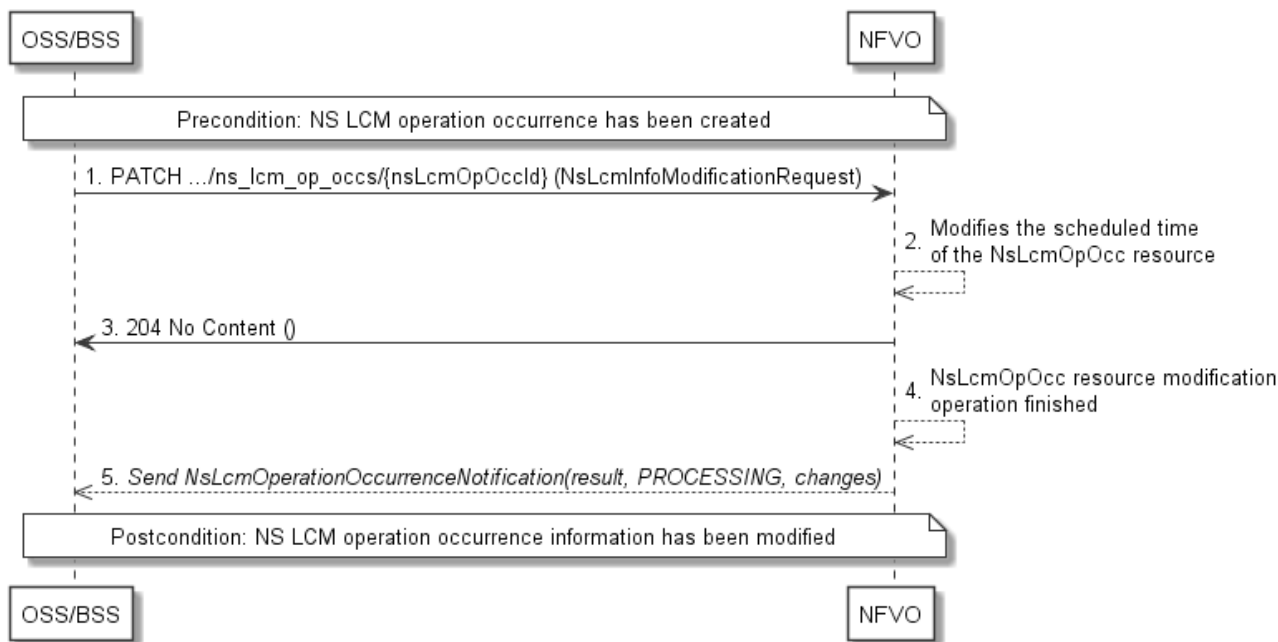 OSS/BSS
NFVO
Precondition: NS LCM operation occurrence has been created
1. PATCH .../ns_lcm_op_occs/{nsLcmOpOccId} (NsLcmInfoModificationRequest)
2. Modifies the scheduled time
of the NsLcmOpOcc resource
3. 204 No Content ()
4. NsLcmOpOcc resource modification
operation finished
5. Send NsLcmOperationOccurrenceNotification(result, PROCESSING, changes)
Postcondition: NS LCM operation occurrence information has been modified
OSS/BSS
NFVO